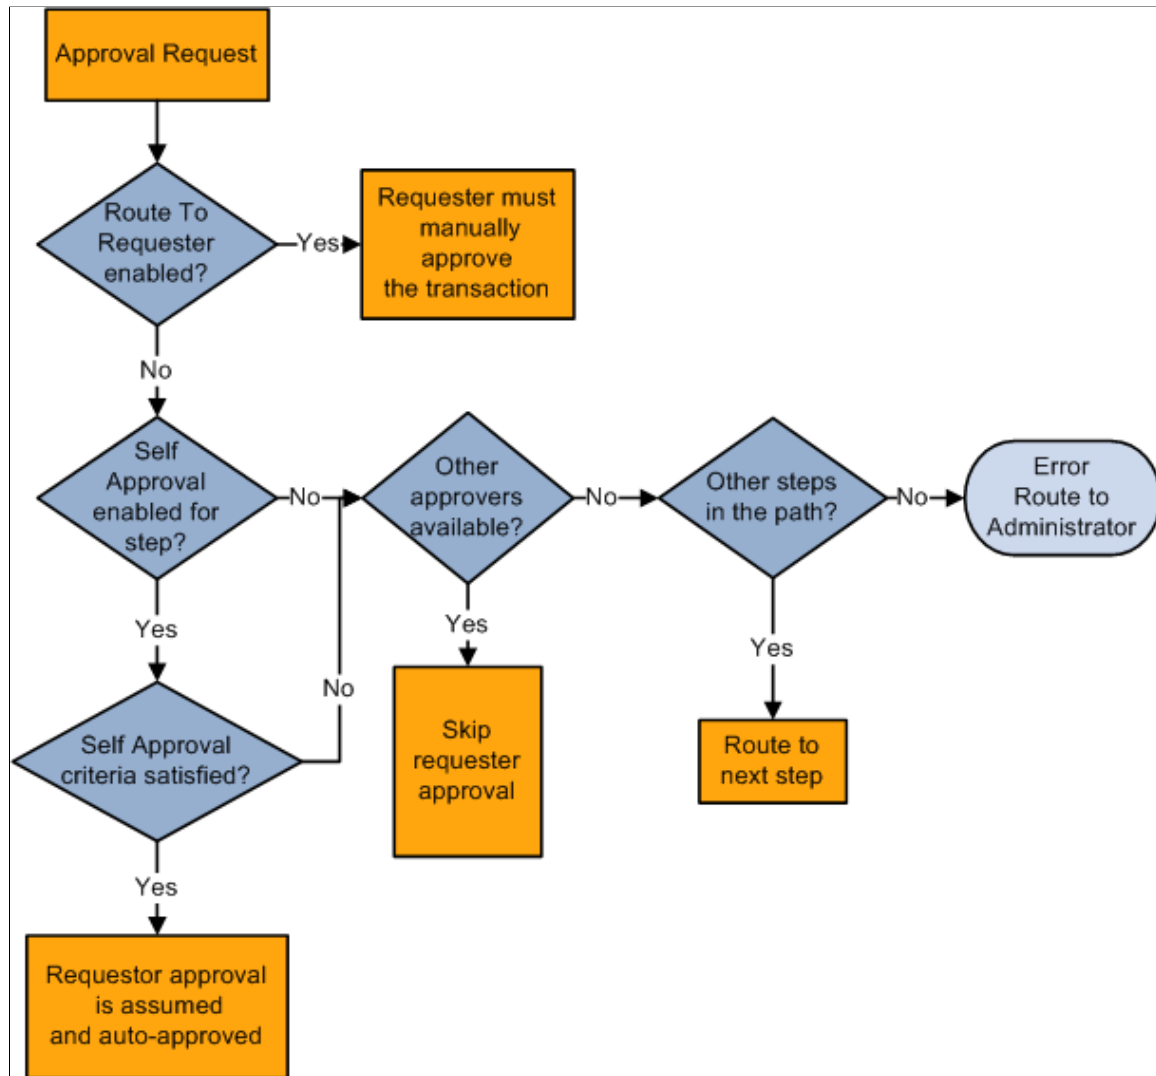 Approval Request
Route To
Requester
enabled?
Yes
Requester must
manually
approve
the transaction
No
Self
Approval
enabled for
step?
No
Other
approvers
available?
No
Other steps
in the path?
No
Error
Route to
Administrator
Yes
Yes
Yes
No
Self Approval
criteria satisfied?
Skip
requester
approval
Route to
next step
Yes
Requestor approval
is assumed
and auto-approved